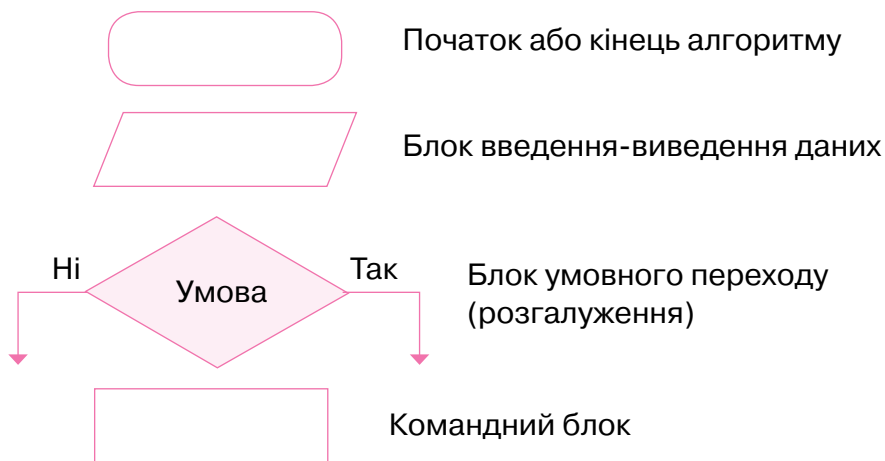 Початок або кінець алгоритму
Блок введення-виведення даних
Ні
Умова
Так
Блок умовного переходу
(розгалуження)
Командний блок